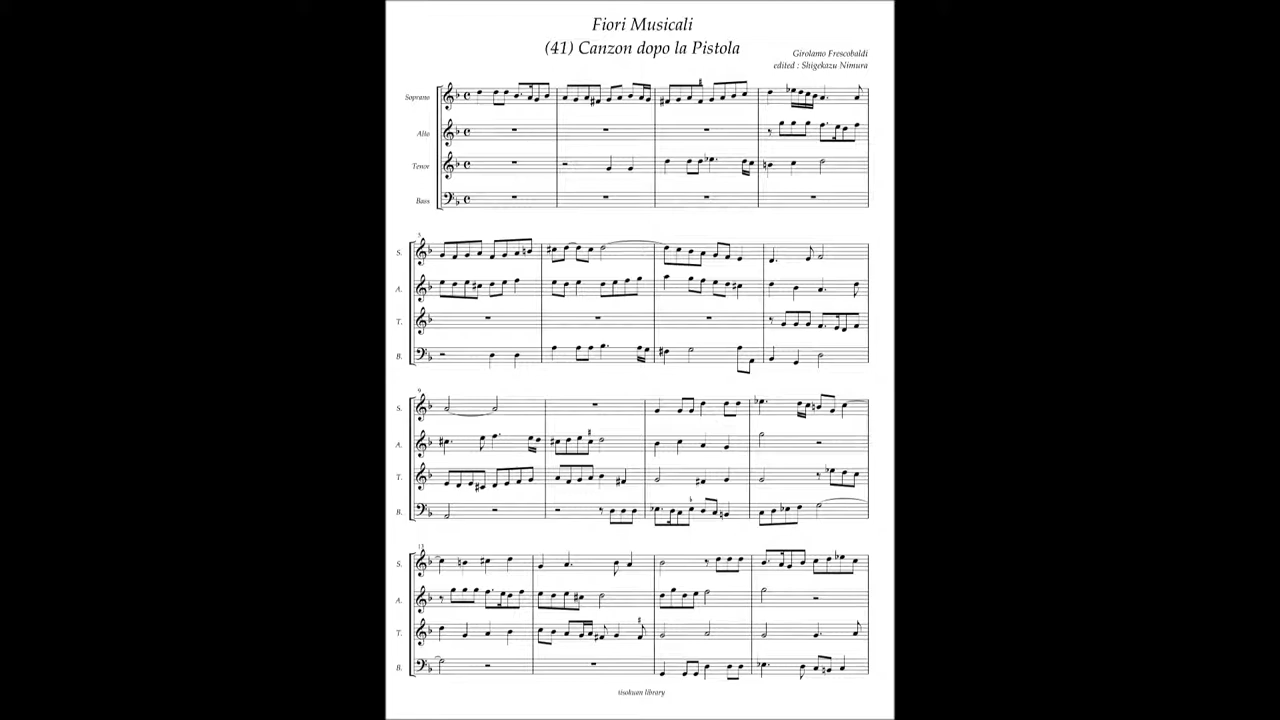 Fiori Musicali
(41) Canzon dopo la Pistola
Girolamo Frescobaldi
edited : Shigekazu Nimura
Soprano
Alto
Tenor
Bass
5
S.
A.
T.
B.
9
S.
A.
T.
B.
13
S.
A.
T.
B.
risokuan library